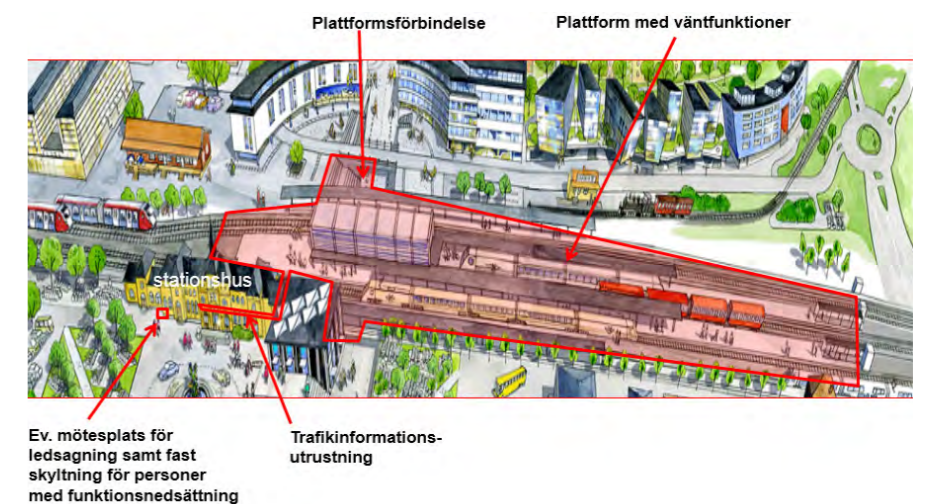 Plattformsförbindelse
Plattform med väntfunktioner
stationshus
Ev. mötesplats för
ledsagning samt fast
skyltning för personer
med funktionsnedsättning
Trafikinformations-
utrustning